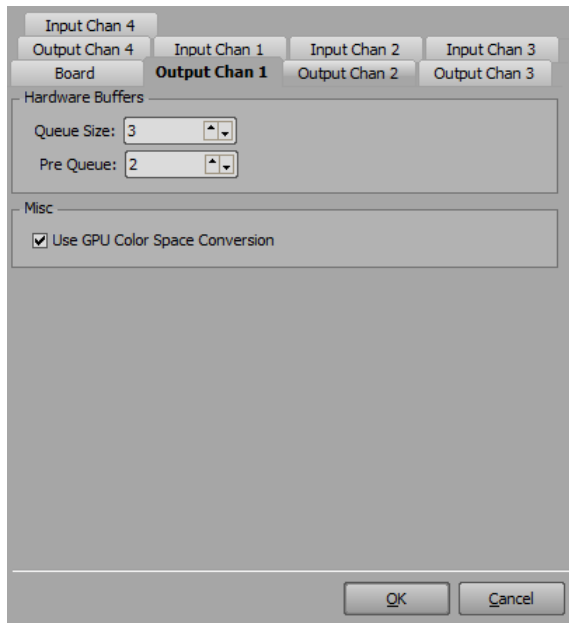 Input Chan 4
Output Chan 4 Input Chan 1 Input Chan 2 Input Chan 3
Board Output Chan 1 Output Chan 2 Output Chan 3
Hardware Buffers
Queue Size: 3
Pre Queue: 2
Misc
Use GPU Color Space Conversion
OK Cancel